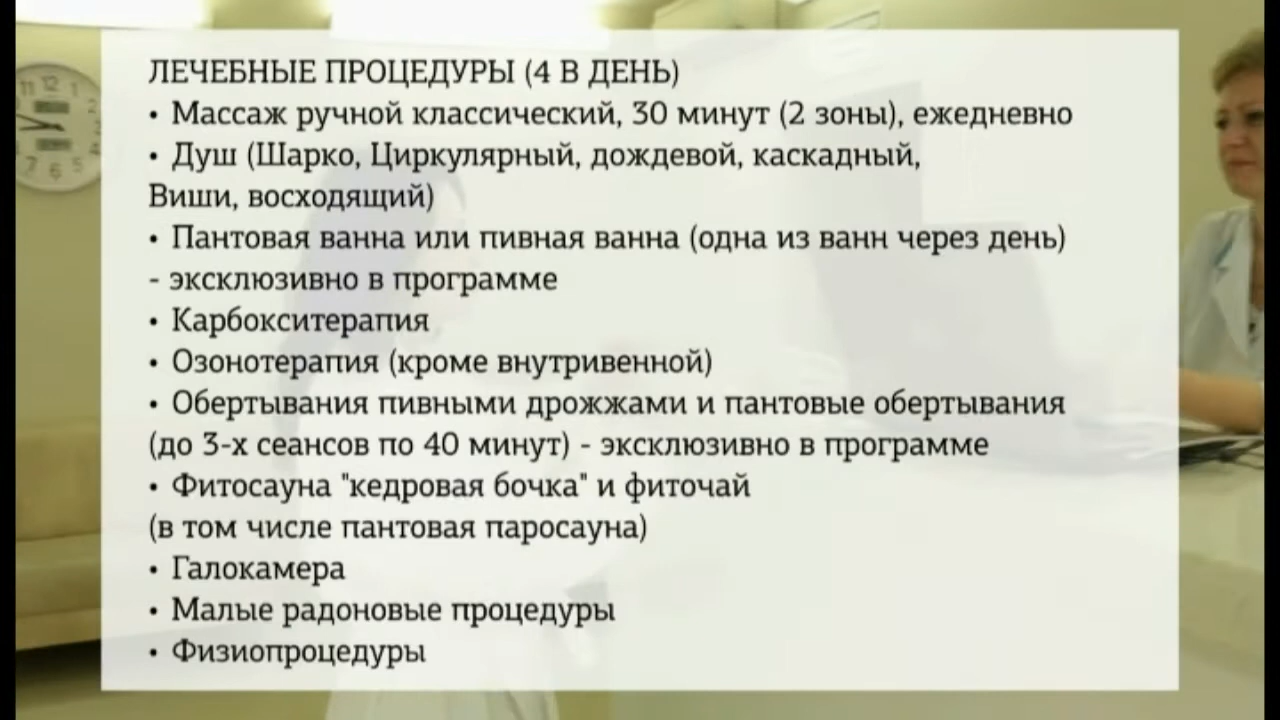 ЛЕЧЕБНЫЕ ПРОЦЕДУРЫ (4 В ДЕНЬ)
• Массаж ручной классический, 30 минут (2 зоны), ежедневно
• Душ (Шарко, Циркулярный, дождевой, каскадный,
Виши, восходящий)
• Пантовая ванна или пивная ванна (одна из ванн через день)
- эксклюзивно в программе
• Карбокситерапия
• Озонотерапия (кроме внутривенной)
• Обертывания пивными дрожжами и пантовые обертывания
(до 3-х сеансов по 40 минут) - эксклюзивно в программе
• Фитосауна "кедровая бочка" и фиточай
(в том числе пантовая паросауна)
• Галокамера
• Малые радоновые процедуры
• Физиопроцедуры